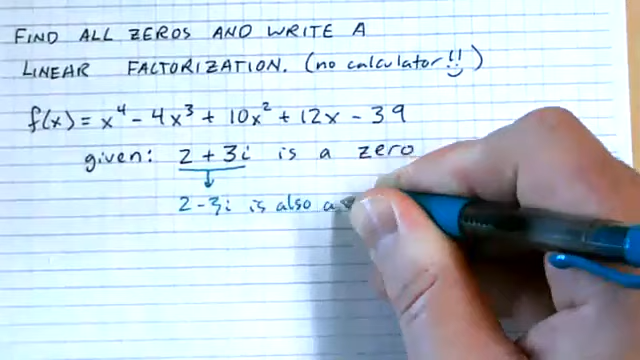 FIND ALL ZEROS AND WRITE A
LINEAR FACTORIZATION. (no calculator!!)
f(x) = x⁴ - 4x³ + 10x² + 12x - 39
given: 2 + 3i is a zero
2 - 3i is also a